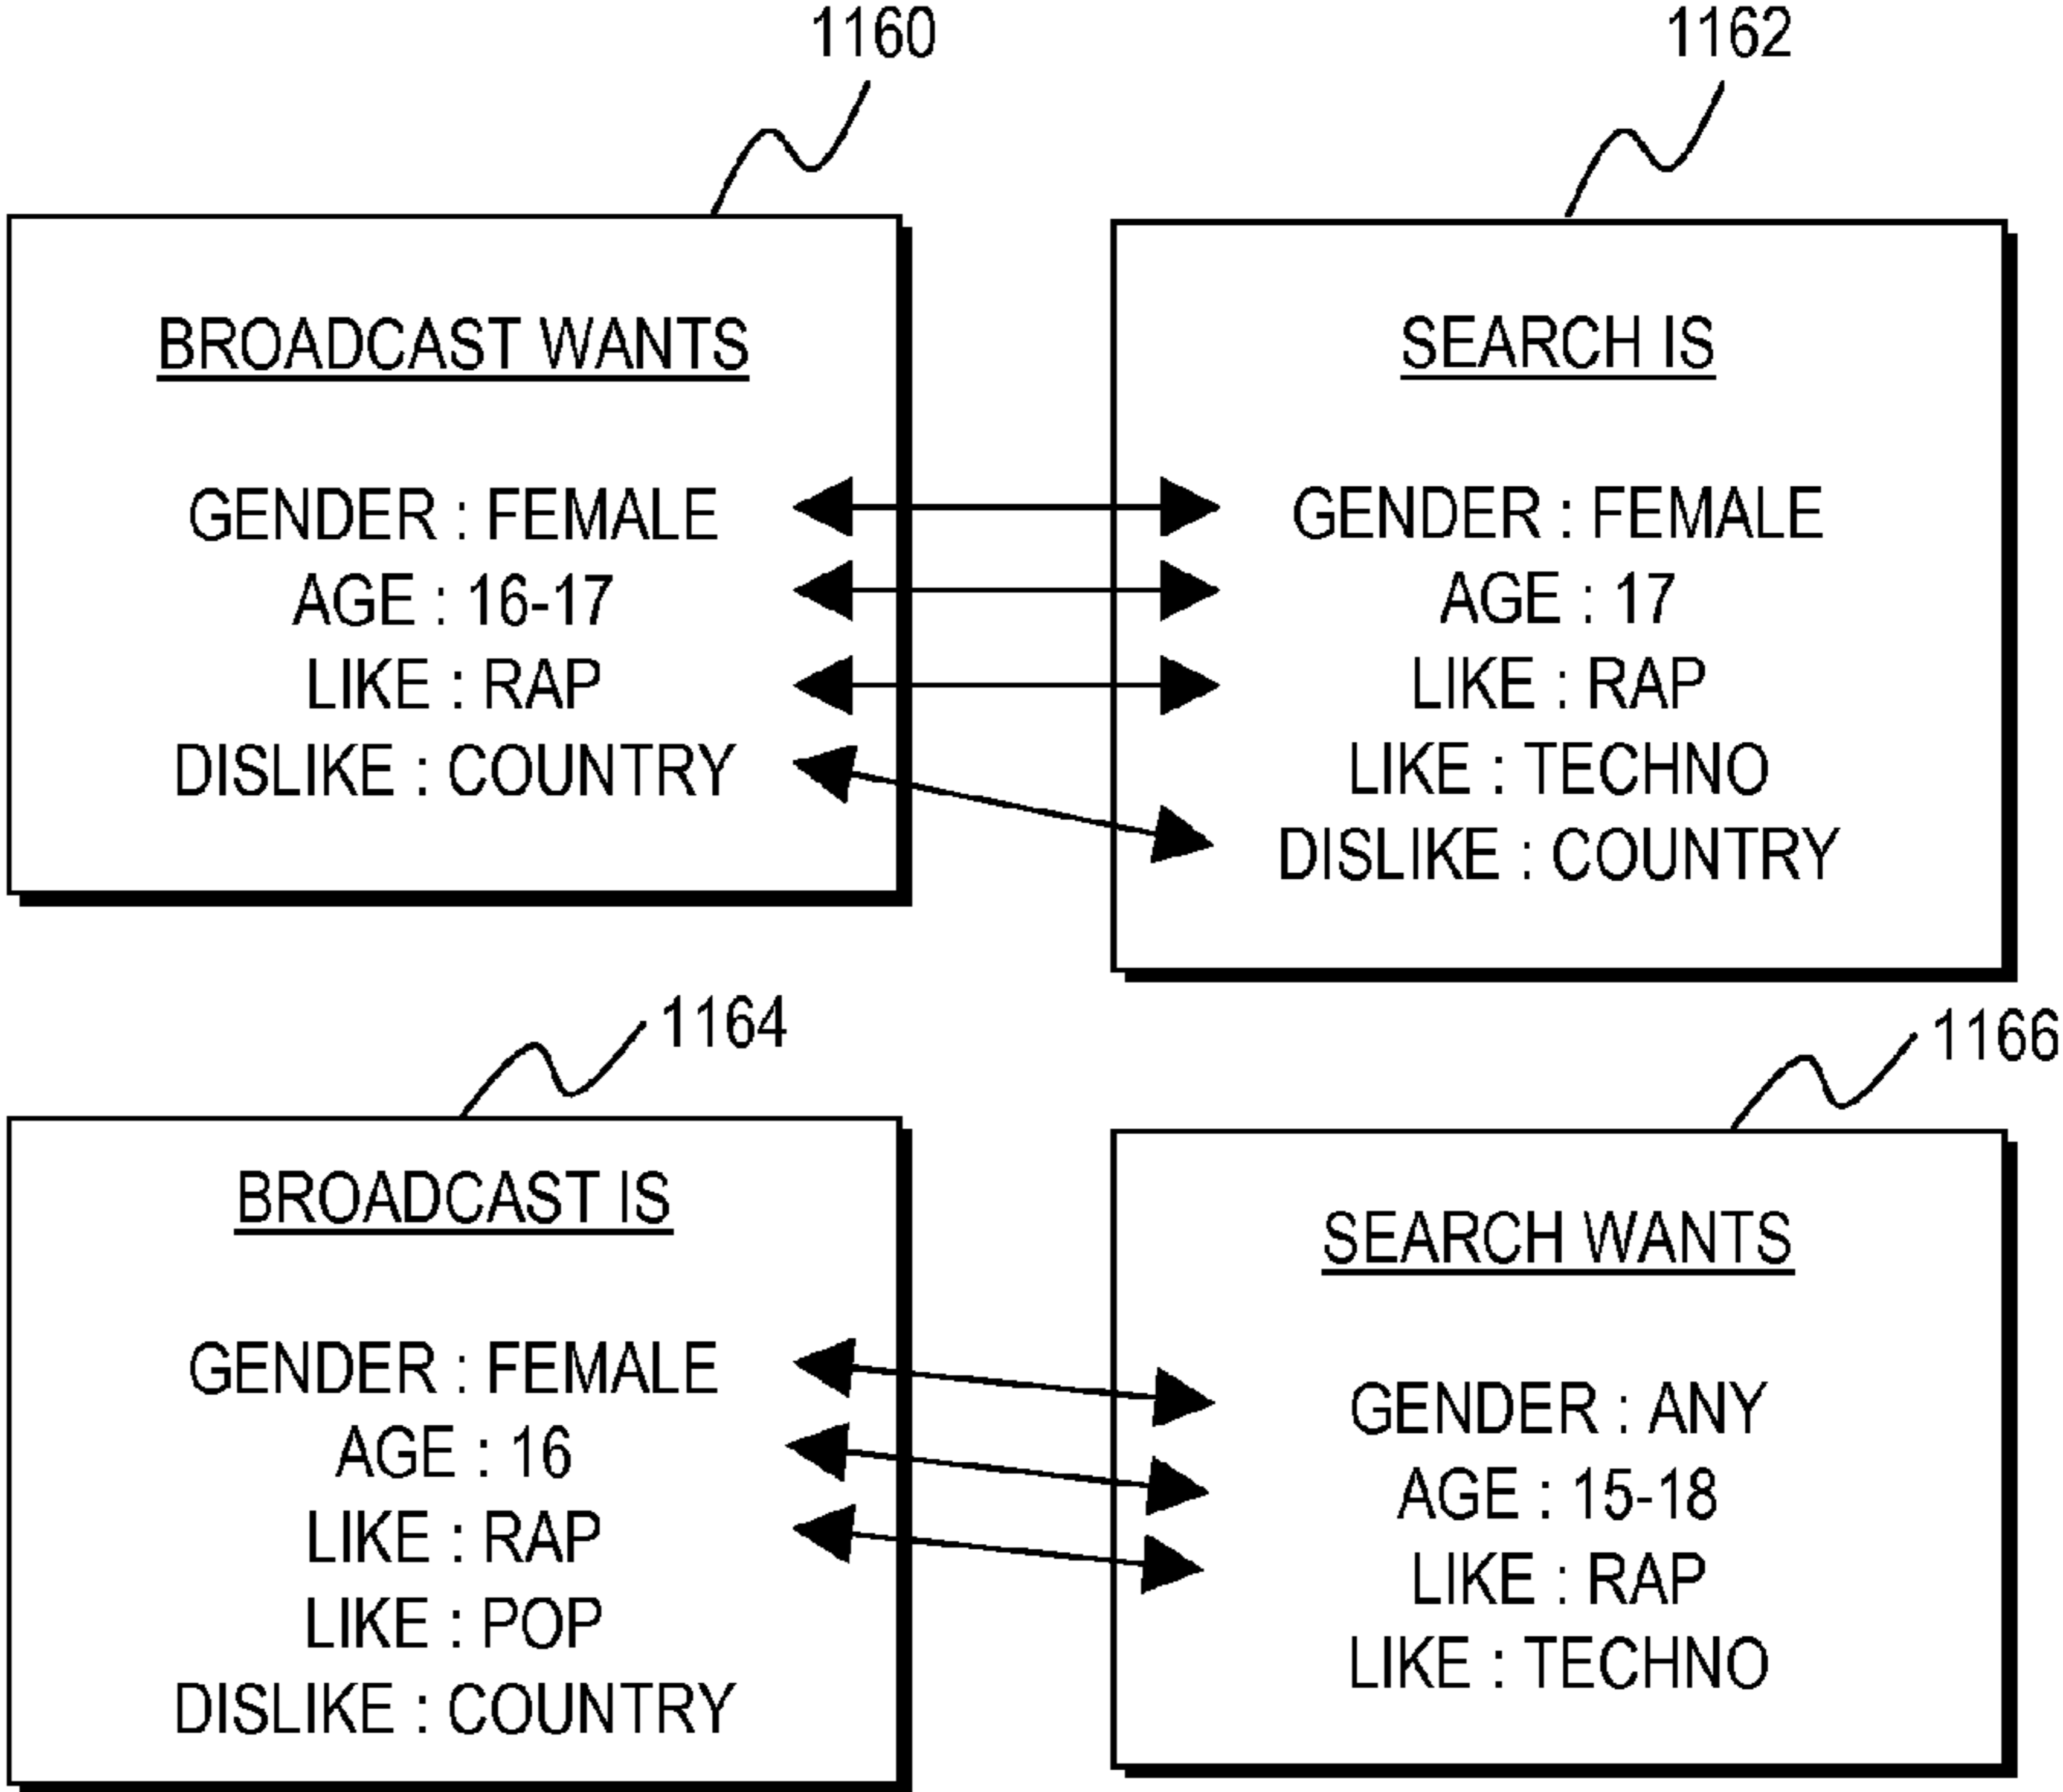 1160
1162
BROADCAST WANTS
GENDER : FEMALE
AGE : 16-17
LIKE : RAP
DISLIKE : COUNTRY
SEARCH IS
GENDER : FEMALE
AGE : 17
LIKE : RAP
LIKE : TECHNO
DISLIKE : COUNTRY
1164
1166
BROADCAST IS
GENDER : FEMALE
AGE : 16
LIKE : RAP
LIKE : POP
DISLIKE : COUNTRY
SEARCH WANTS
GENDER : ANY
AGE : 15-18
LIKE : RAP
LIKE : TECHNO